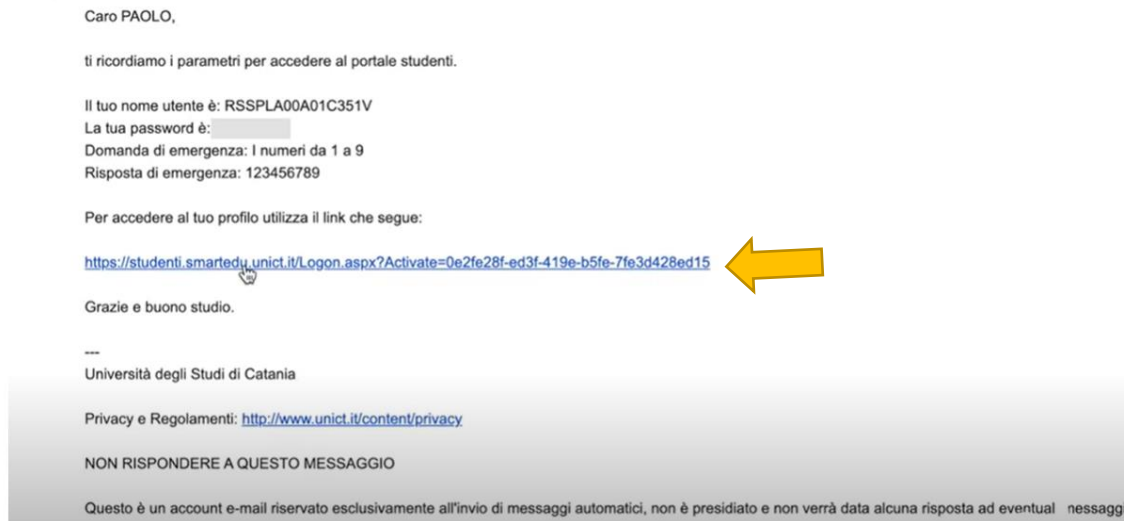 Caro PAOLO,
ti ricordiamo i parametri per accedere al portale studenti.
Il tuo nome utente è: RSSPLA00A01C351V
La tua password è:
Domanda di emergenza: I numeri da 1 a 9
Risposta di emergenza: 123456789
Per accedere al tuo profilo utilizza il link che segue:
https://studenti.smartedu.unict.it/Logon.aspx?Activate=0e2fe28f-ed3f-419e-b5fe-7fe3d428ed15
Grazie e buono studio.
---
Università degli Studi di Catania
Privacy e Regolamenti: http://www.unict.it/content/privacy
NON RISPONDERE A QUESTO MESSAGGIO
Questo è un account e-mail riservato esclusivamente all'invio di messaggi automatici, non è presidiato e non verrà data alcuna risposta ad eventual